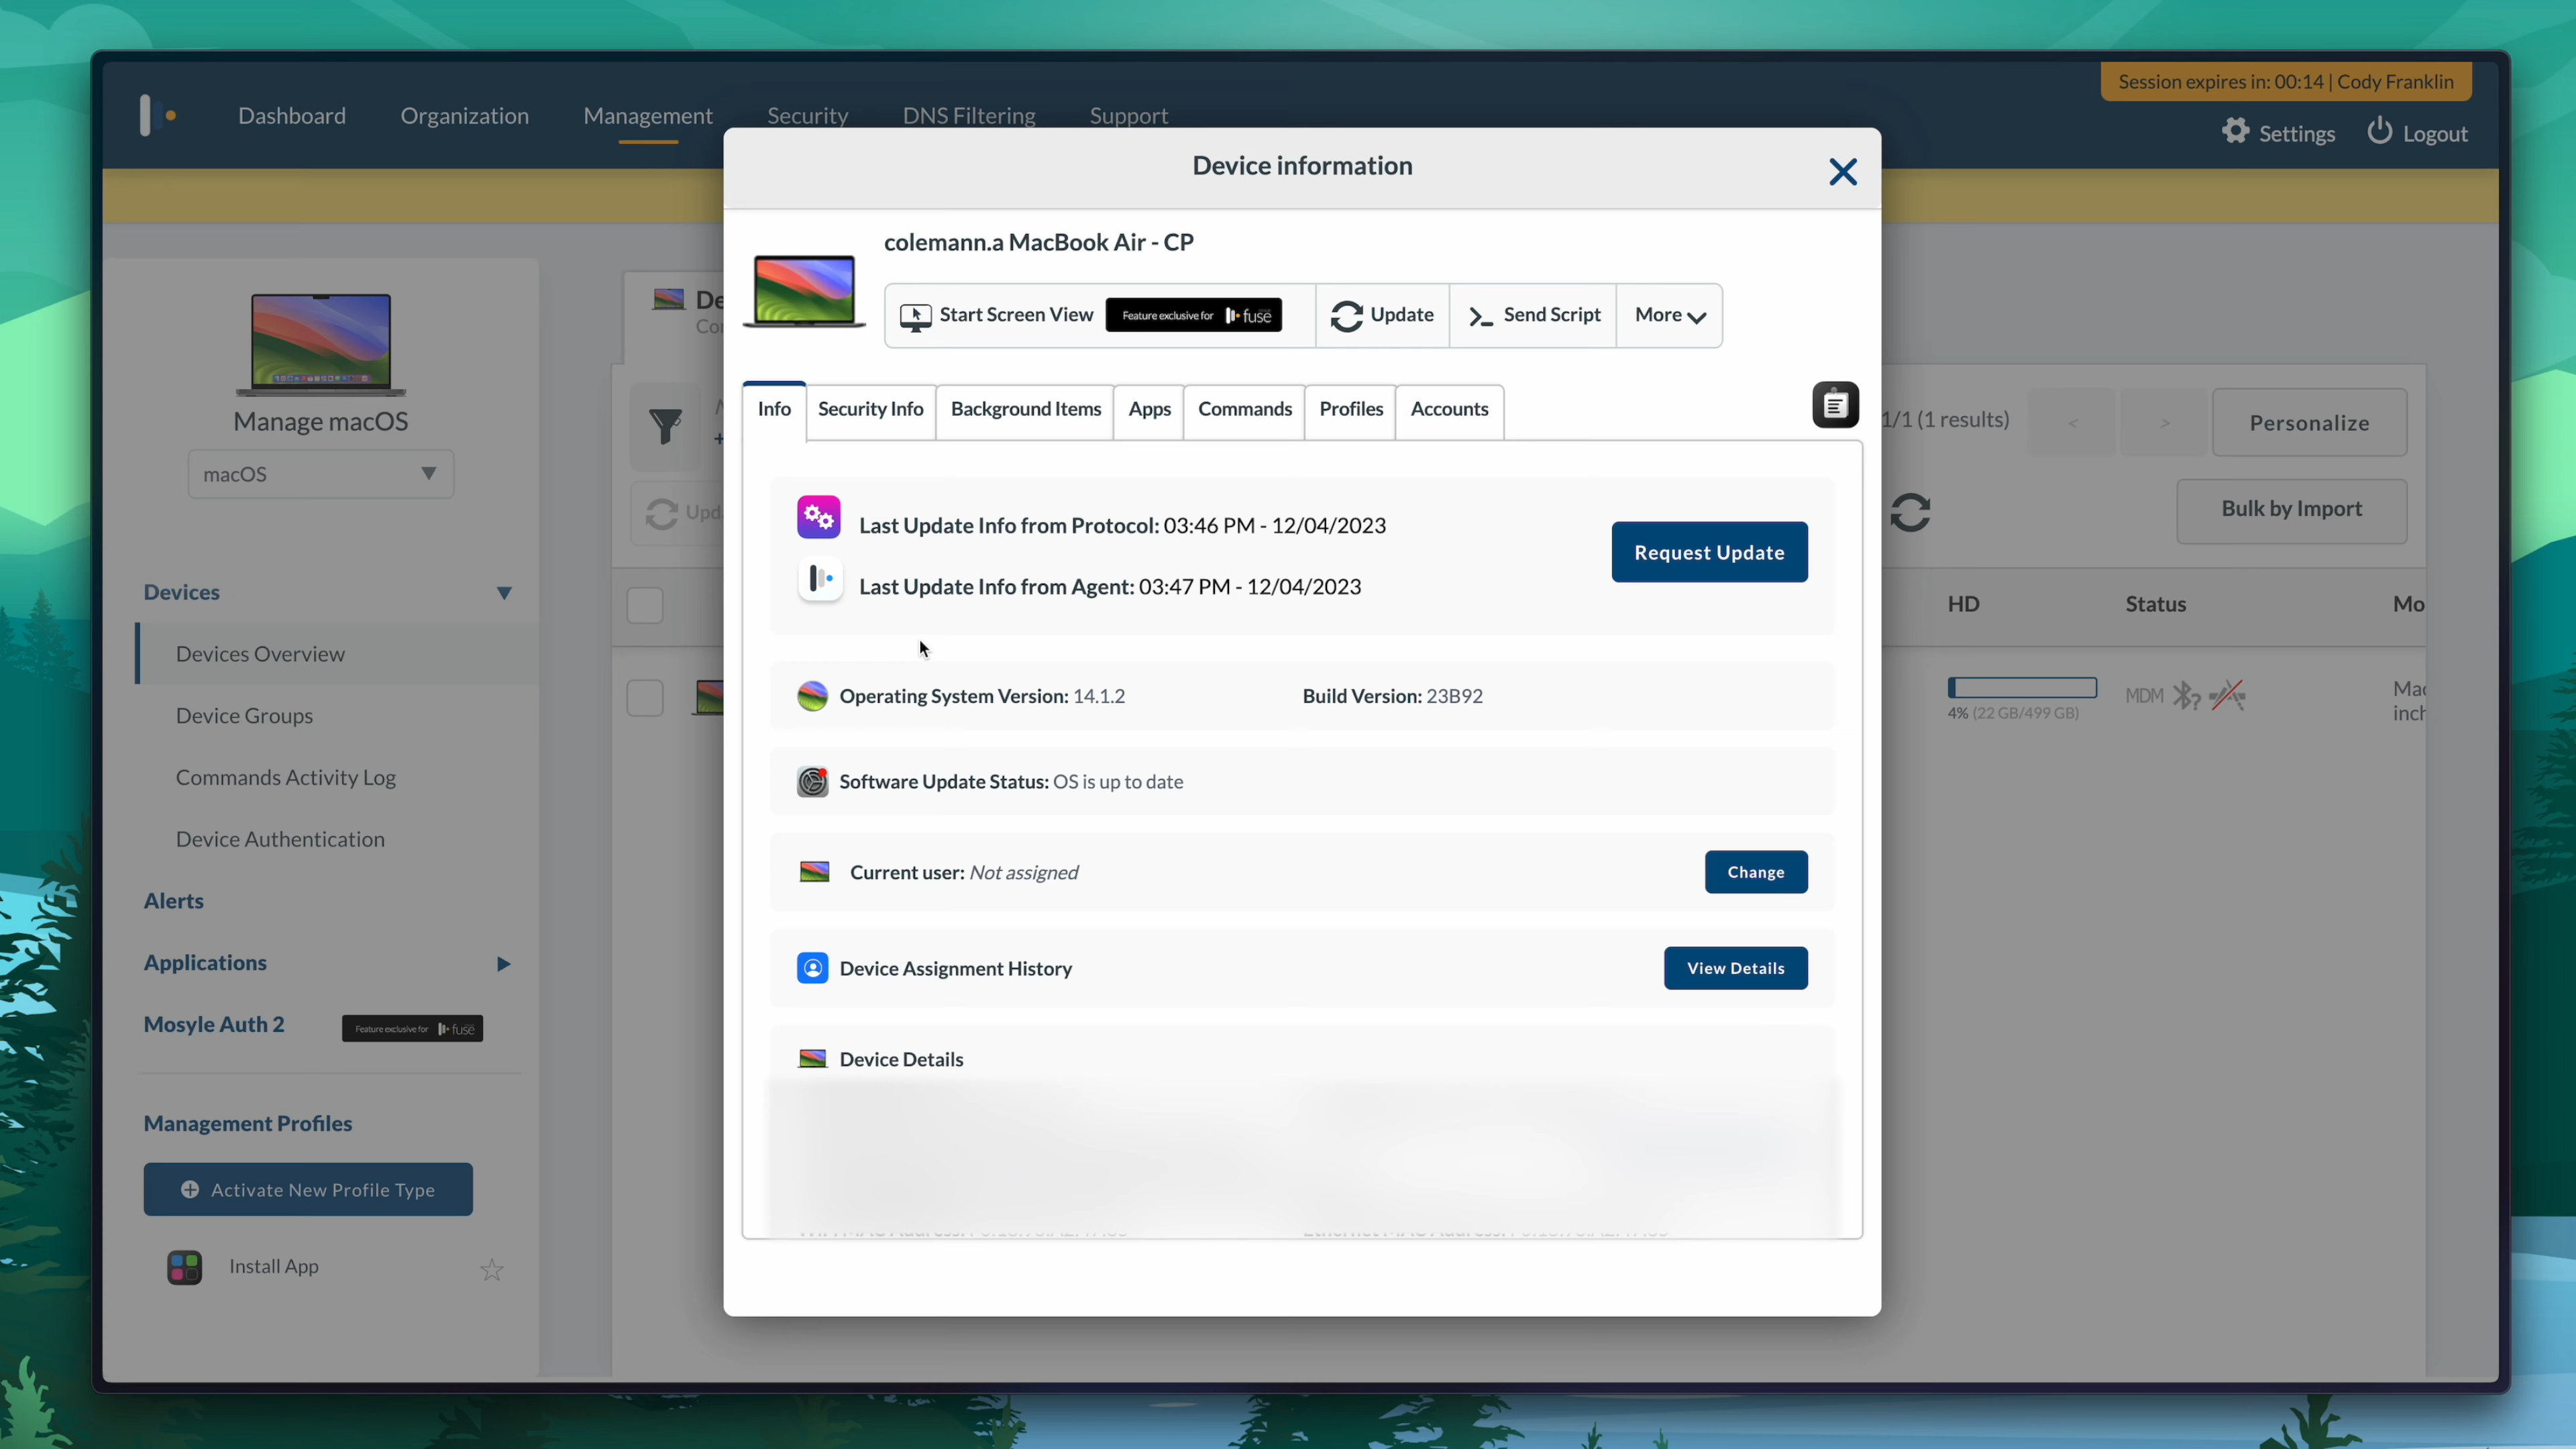 Session expires in: 00:14 | Cody Franklin
Dashboard
Organization
Management
Security
DNS Filtering
Support
Settings
Logout
Device information
colemann.a MacBook Air - CP
Start Screen View
Feature exclusive for fuse
Update
Send Script
More
Info
Security Info
Background Items
Apps
Commands
Profiles
Accounts
Last Update Info from Protocol: 03:46 PM - 12/04/2023
Last Update Info from Agent: 03:47 PM - 12/04/2023
Request Update
Operating System Version: 14.1.2
Build Version: 23B92
Software Update Status: OS is up to date
Current user: Not assigned
Change
Device Assignment History
View Details
Device Details
Manage macOS
macOS
Devices
Devices Overview
Device Groups
Commands Activity Log
Device Authentication
Alerts
Applications
Mosyle Auth 2
Feature exclusive for fuse
Management Profiles
Activate New Profile Type
Install App
1/1 (1 results)
<
>
Personalize
Bulk by Import
HD
Status
4% (22 GB/499 GB)
MDM